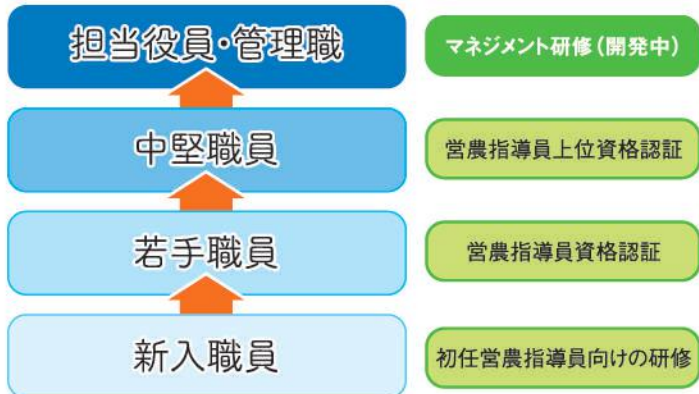 担当役員・管理職
マネジメント研修(開発中)
中堅職員
営農指導員上位資格認証
若手職員
営農指導員資格認証
新入職員
初任営農指導員向けの研修